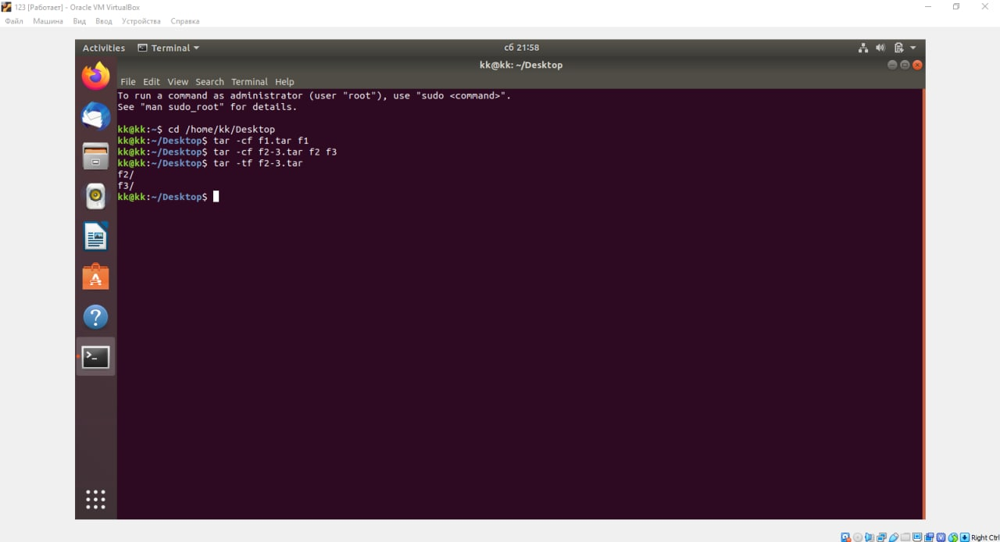 123 [Работает] - Oracle VM VirtualBox
Файл Машина Вид Ввод Устройства Справка
Activities Terminal сб 21:58
kk@kk: ~/Desktop
File Edit View Search Terminal Help
To run a command as administrator (user "root"), use "sudo <command>".
See "man sudo_root" for details.
kk@kk:~$ cd /home/kk/Desktop
kk@kk:~/Desktop$ tar -cf f1.tar f1
kk@kk:~/Desktop$ tar -cf f2-3.tar f2 f3
kk@kk:~/Desktop$ tar -tf f2-3.tar
f2/
f3/
kk@kk:~/Desktop$
Right Ctrl